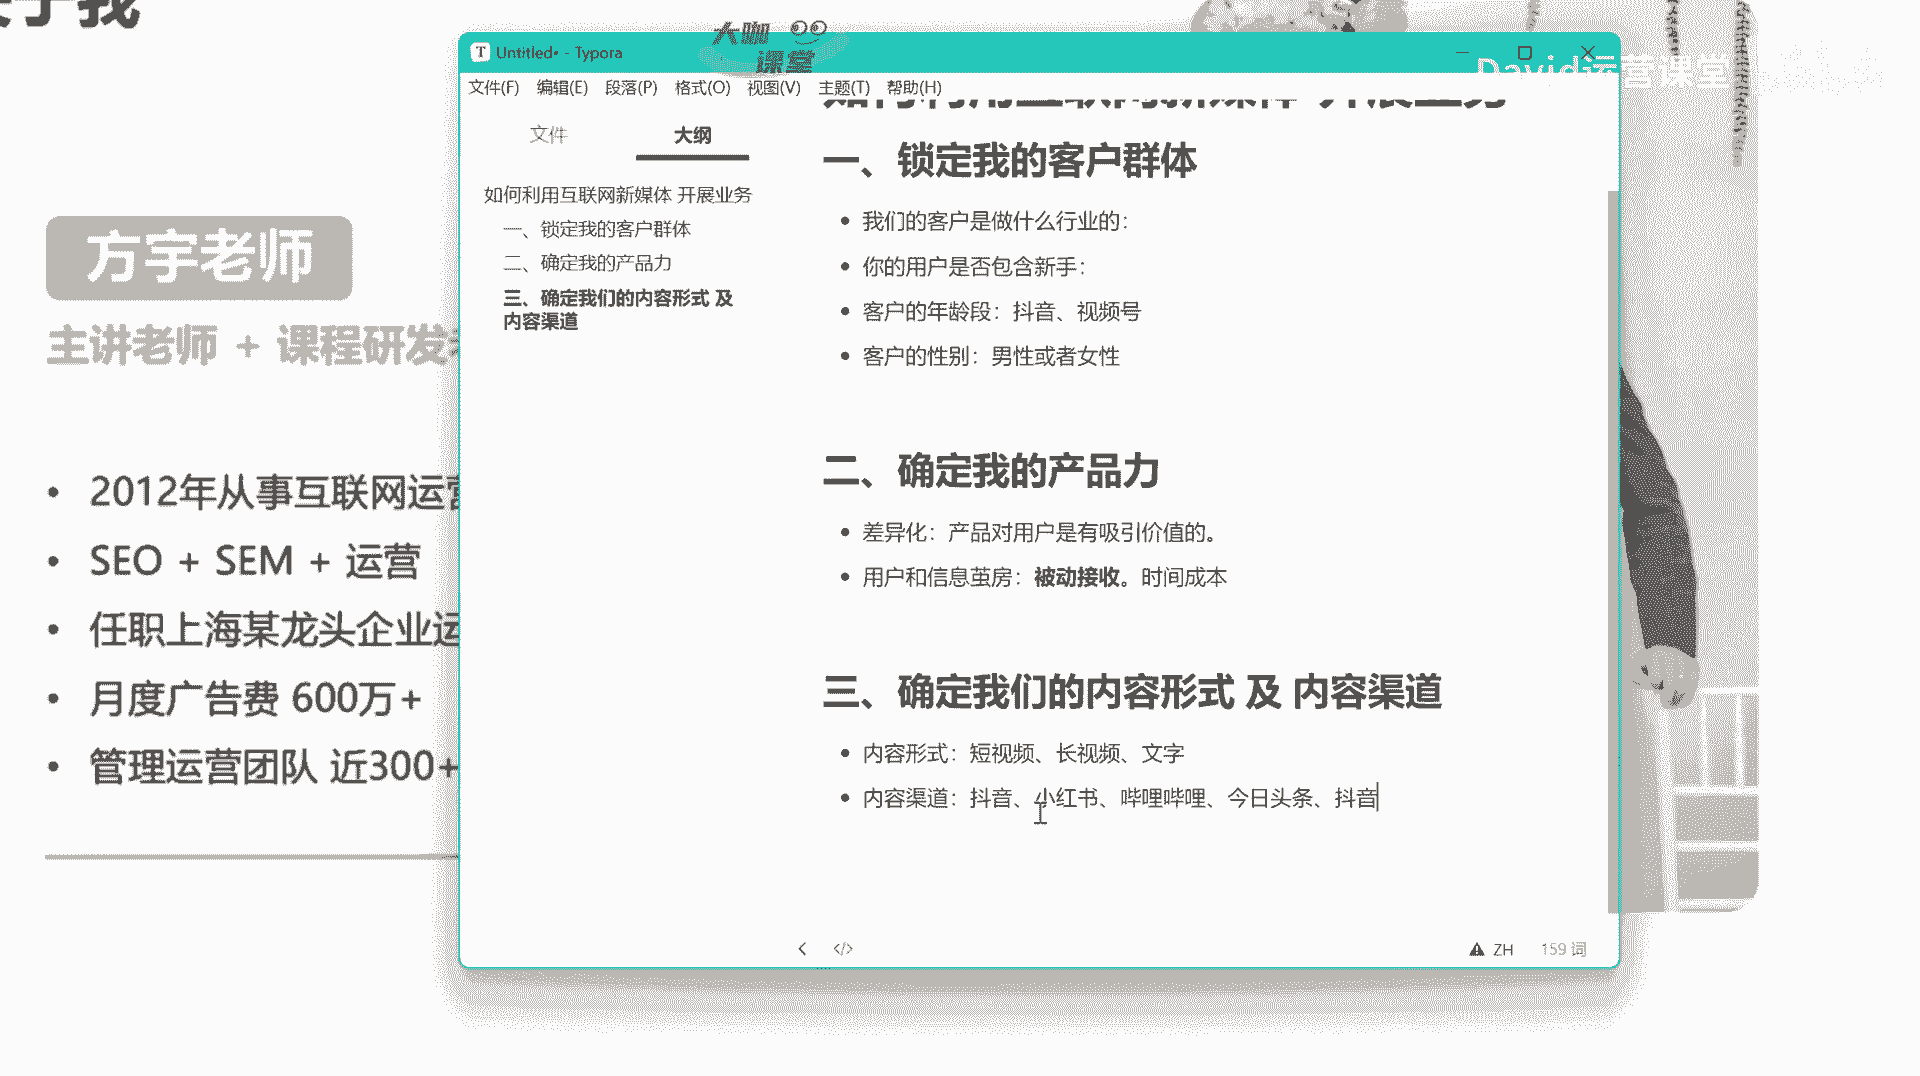 大咖
课堂
Untitled• - Typora
David运营课堂
文件(F) 编辑(E) 段落(P) 格式(O) 视图(V) 主题(T) 帮助(H)
文件 大纲
如何利用互联网新媒体 开展业务
一、锁定我的客户群体
二、确定我的产品力
三、确定我们的内容形式 及
内容渠道
如何利用互联网新媒体 开展业务
一、锁定我的客户群体
• 我们的客户是做什么行业的：
• 你的用户是否包含新手：
• 客户的年龄段：抖音、视频号
• 客户的性别：男性或者女性
二、确定我的产品力
• 差异化：产品对用户是有吸引价值的。
• 用户和信息茧房：被动接收。时间成本
三、确定我们的内容形式 及 内容渠道
• 内容形式：短视频、长视频、文字
• 内容渠道：抖音、小红书、哔哩哔哩、今日头条、抖音
ZH 159 词
方宇老师
主讲老师 + 课程研发
• 2012年从事互联网运营
• SEO + SEM + 运营
• 任职上海某龙头企业运
• 月度广告费 600万+
• 管理运营团队 近300+